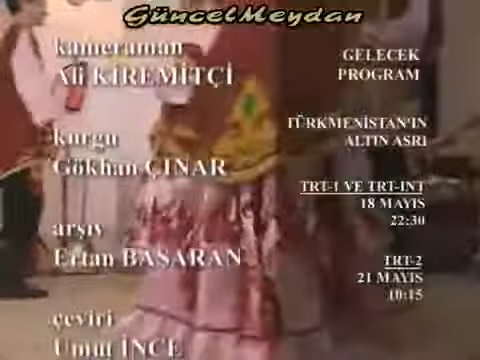 GüncelMeydan
kameraman
Ali KİREMİTÇİ
kurgu
Gökhan ÇINAR
arşiv
Ertan BAŞARAN
çeviri
Umut İNCE
GELECEK
PROGRAM
TÜRKMENİSTAN'IN
ALTIN ASRI
TRT-1 VE TRT-INT
18 MAYIS
22:30
TRT-2
21 MAYIS
10:15